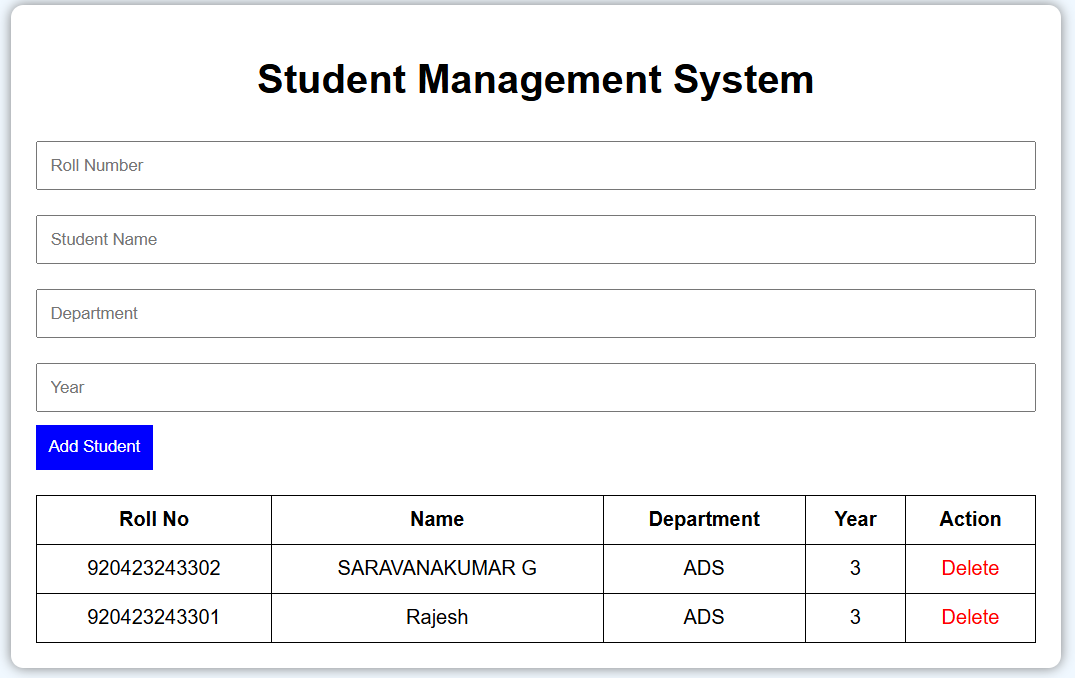 Student Management System
Roll Number
Student Name
Department
Year
Add Student
Roll No Name Department Year Action
920423243302 SARAVANAKUMAR G ADS 3 Delete
920423243301 Rajesh ADS 3 Delete